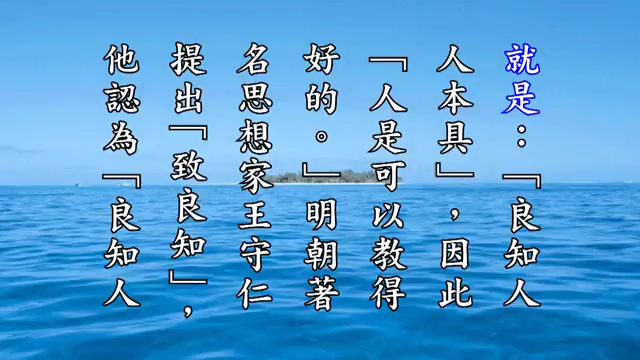 就是：「良知人
人本具」，因此
「人是可以教得
好的。」明朝著
名思想家王守仁
提出「致良知」，
他認為「良知人